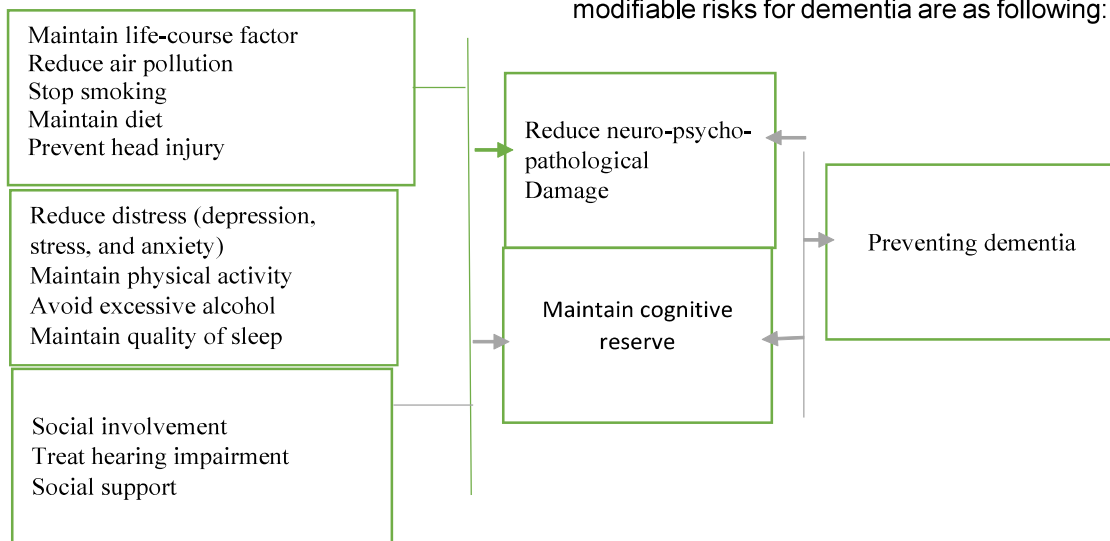 modifiable risks for dementia are as following:
Maintain life-course factor
Reduce air pollution
Stop smoking
Maintain diet
Prevent head injury
Reduce distress (depression,
stress, and anxiety)
Maintain physical activity
Avoid excessive alcohol
Maintain quality of sleep
Social involvement
Treat hearing impairment
Social support
Reduce neuro-psycho-
pathological
Damage
Maintain cognitive
reserve
Preventing dementia